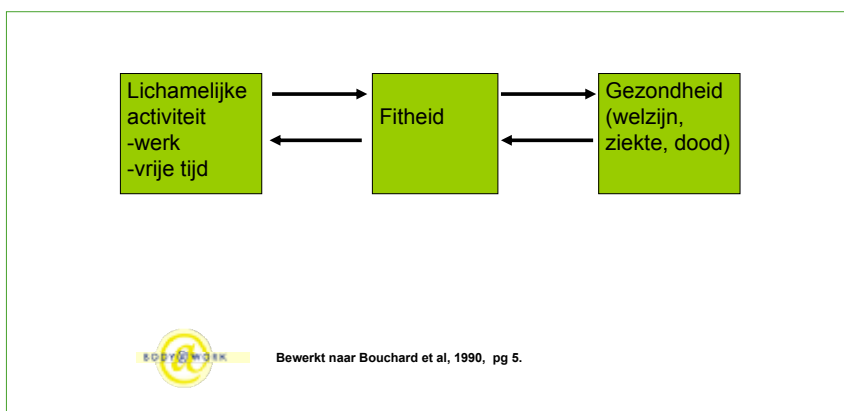 Lichamelijke
activiteit
-werk
-vrije tijd
Fitheid
Gezondheid
(welzijn,
ziekte, dood)
BODY@WORK
Bewerkt naar Bouchard et al, 1990, pg 5.